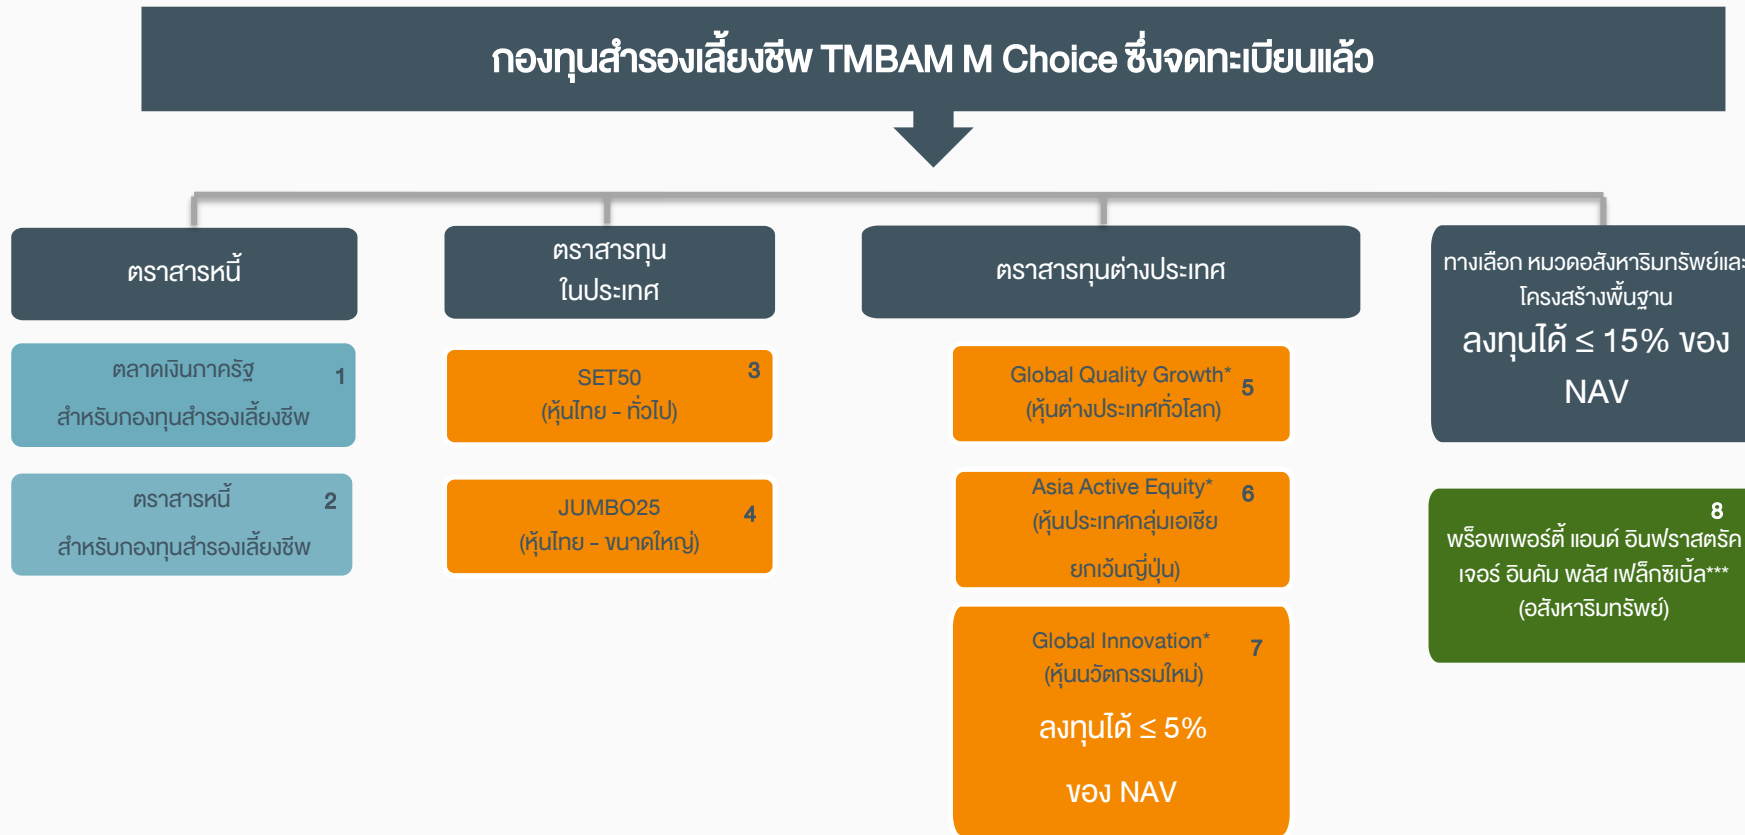 กองทุนสำรองเลี้ยงชีพ TMBAM M Choice ซึ่งจดทะเบียนแล้ว
ตราสารหนี้
ตลาดเงินภาครัฐ 1
สำหรับกองทุนสำรองเลี้ยงชีพ
ตราสารหนี้ 2
สำหรับกองทุนสำรองเลี้ยงชีพ
ตราสารทุน
ในประเทศ
SET50 3
(หุ้นไทย - ทั่วไป)
JUMBO25 4
(หุ้นไทย - ขนาดใหญ่)
ตราสารทุนต่างประเทศ
Global Quality Growth* 5
(หุ้นต่างประเทศทั่วโลก)
Asia Active Equity* 6
(หุ้นประเทศกลุ่มเอเชีย
ยกเว้นญี่ปุ่น)
Global Innovation* 7
(หุ้นนวัตกรรมใหม่)
ลงทุนได้ ≤ 5%
ของ NAV
ทางเลือก หมวดอสังหาริมทรัพย์และ
โครงสร้างพื้นฐาน
ลงทุนได้ ≤ 15% ของ
NAV
8
พร็อพเพอร์ตี้ แอนด์ อินฟราสตรัค
เจอร์ อินคัม พลัส เฟล็กซิเบิ้ล***
(อสังหาริมทรัพย์)